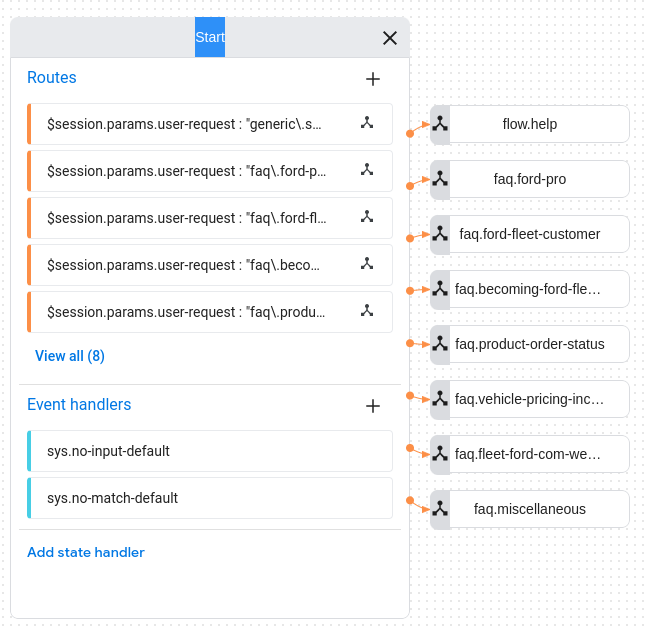 Start
Routes
$session.params.user-request : "generic\.s...
$session.params.user-request : "faq\.ford-p...
$session.params.user-request : "faq\.ford-fl...
$session.params.user-request : "faq\.beco...
$session.params.user-request : "faq\.produ...
View all (8)
Event handlers
sys.no-input-default
sys.no-match-default
Add state handler
flow.help
faq.ford-pro
faq.ford-fleet-customer
faq.becoming-ford-fle...
faq.product-order-status
faq.vehicle-pricing-inc...
faq.fleet-ford-com-we...
faq.miscellaneous